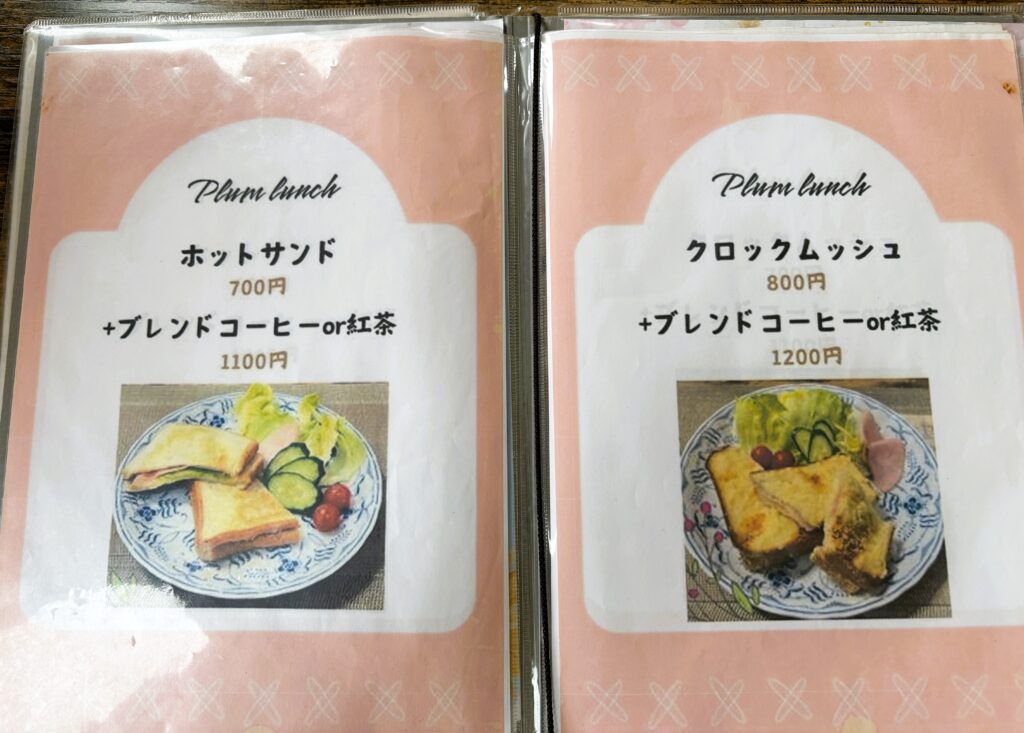 Plum lunch
ホットサンド
700円
+ブレンドコーヒーor紅茶
1100円
Plum lunch
クロックムッシュ
800円
+ブレンドコーヒーor紅茶
1200円